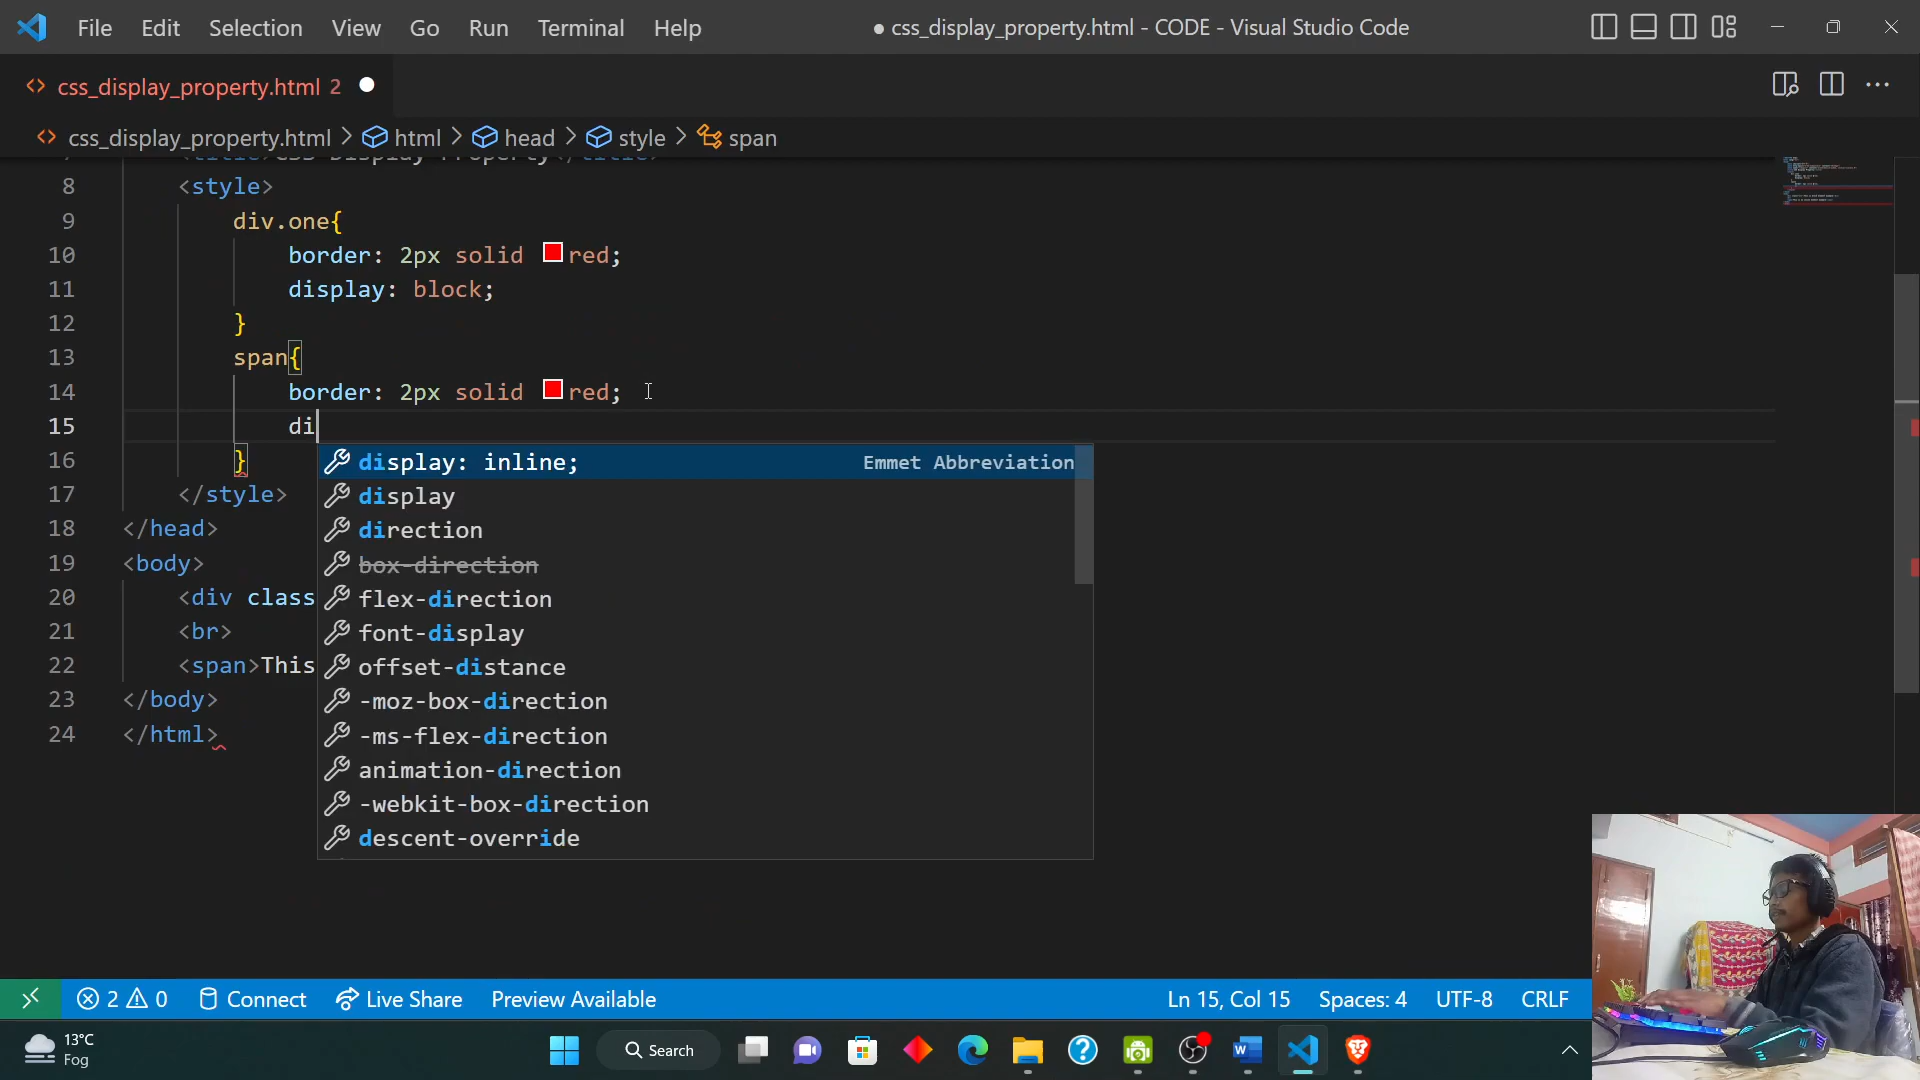 File Edit Selection View Go Run Terminal Help
● css_display_property.html - CODE - Visual Studio Code
css_display_property.html 2
css_display_property.html > html > head > style > span
<title>CSS Display Property</title>
8 <style>
9 div.one{
10 border: 2px solid red;
11 display: block;
12 }
13 span{
14 border: 2px solid red;
15 di
16 }
17 </style>
18 </head>
19 <body>
20 <div class
21 <br>
22 <span>This
23 </body>
24 </html>
display: inline; Emmet Abbreviation
display
direction
box-direction
flex-direction
font-display
offset-distance
-moz-box-direction
-ms-flex-direction
animation-direction
-webkit-box-direction
descent-override
2 0 Connect Live Share Preview Available Ln 15, Col 15 Spaces: 4 UTF-8 CRLF
13°C
Fog
Search